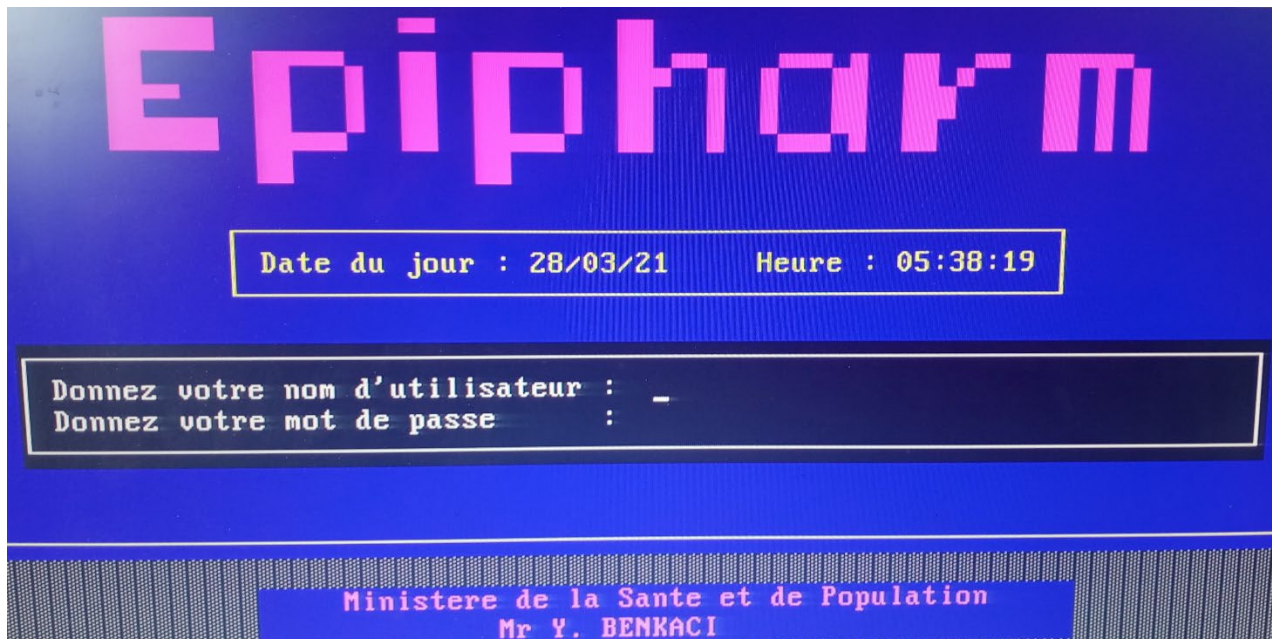 Epipharm
Date du jour : 28/03/21 Heure : 05:38:19
Donnez votre nom d'utilisateur : _
Donnez votre mot de passe :
Ministere de la Sante et de Population
Mr Y. BENKACI